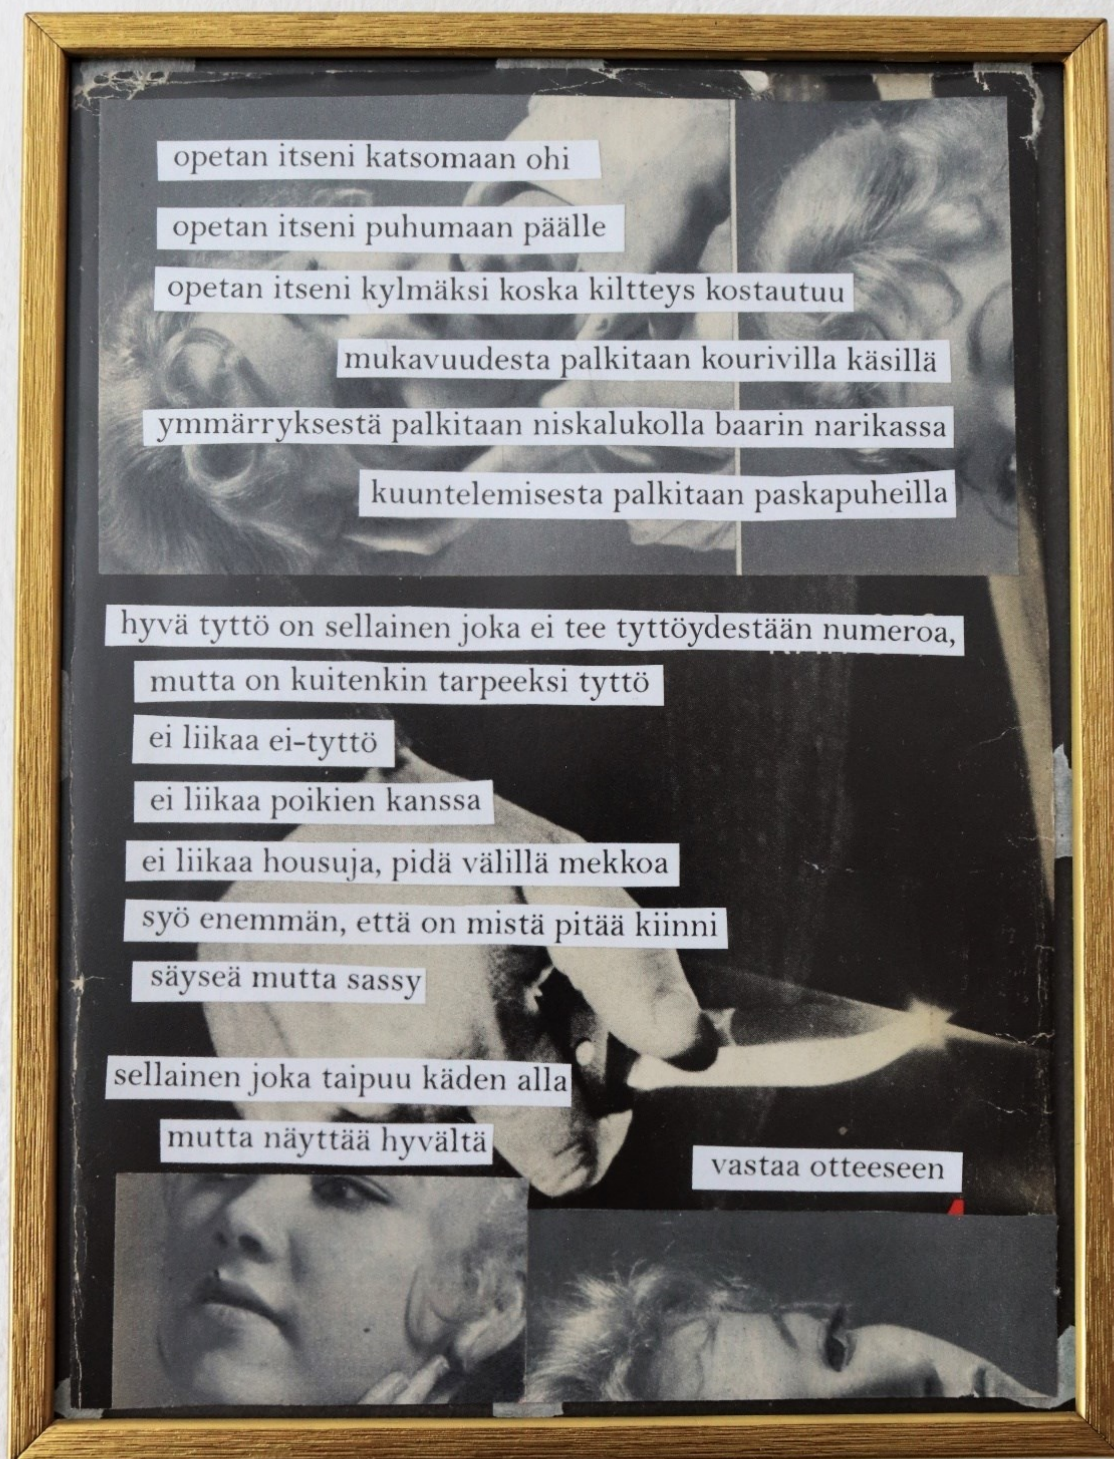 opetan itseni katsomaan ohi
opetan itseni puhumaan päälle
opetan itseni kylmäksi koska kiltteys kostautuu
mukavuudesta palkitaan kourivilla käsillä
ymmärryksestä palkitaan niskalukolla baarin narikassa
kuuntelemisesta palkitaan paskapuheilla
hyvä tyttö on sellainen joka ei tee tyttöydestään numeroa,
mutta on kuitenkin tarpeeksi tyttö
ei liikaa ei-tyttö
ei liikaa poikien kanssa
ei liikaa housuja, pidä välillä mekkoa
syö enemmän, että on mistä pitää kiinni
säyseä mutta sassy
sellainen joka taipuu käden alla
mutta näyttää hyvältä
vastaa otteeseen